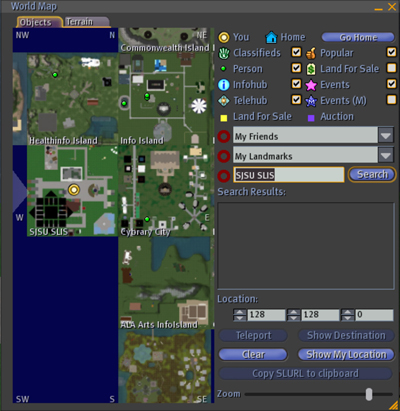 World Map
Objects Terrain
NW N NE
Commonwealth Island
Healthinfo Island Info Island
W E
SJSU SLIS Cybrary City
ALA Arts InfoIsland
SW S SE
You Home Go Home
Classifieds Popular
Person Land For Sale
Infohub Events
Telehub Events (M)
Land For Sale Auction
My Friends
My Landmarks
SJSU SLIS Search
Search Results:
Location:
128 128 0
Teleport Show Destination
Clear Show My Location
Copy SLURL to clipboard
Zoom